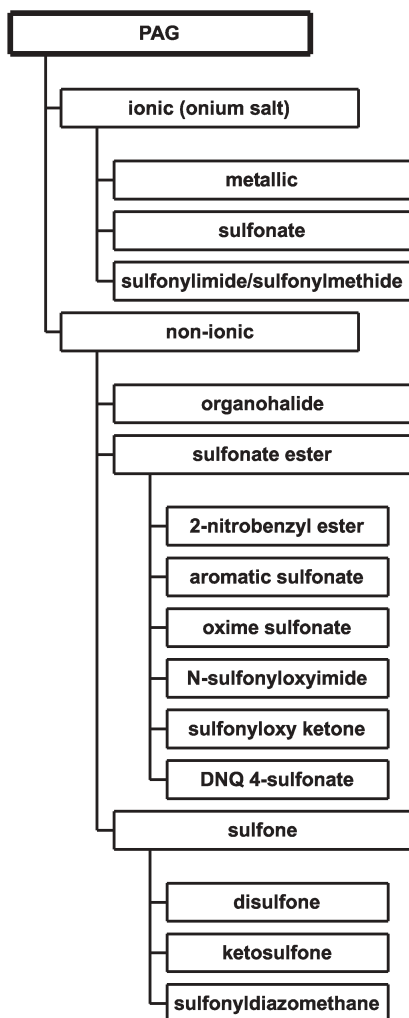 PAG
ionic (onium salt)
metallic
sulfonate
sulfonylimide/sulfonylmethide
non-ionic
organohalide
sulfonate ester
2-nitrobenzyl ester
aromatic sulfonate
oxime sulfonate
N-sulfonyloxyimide
sulfonyloxy ketone
DNQ 4-sulfonate
sulfone
disulfone
ketosulfone
sulfonyldiazomethane